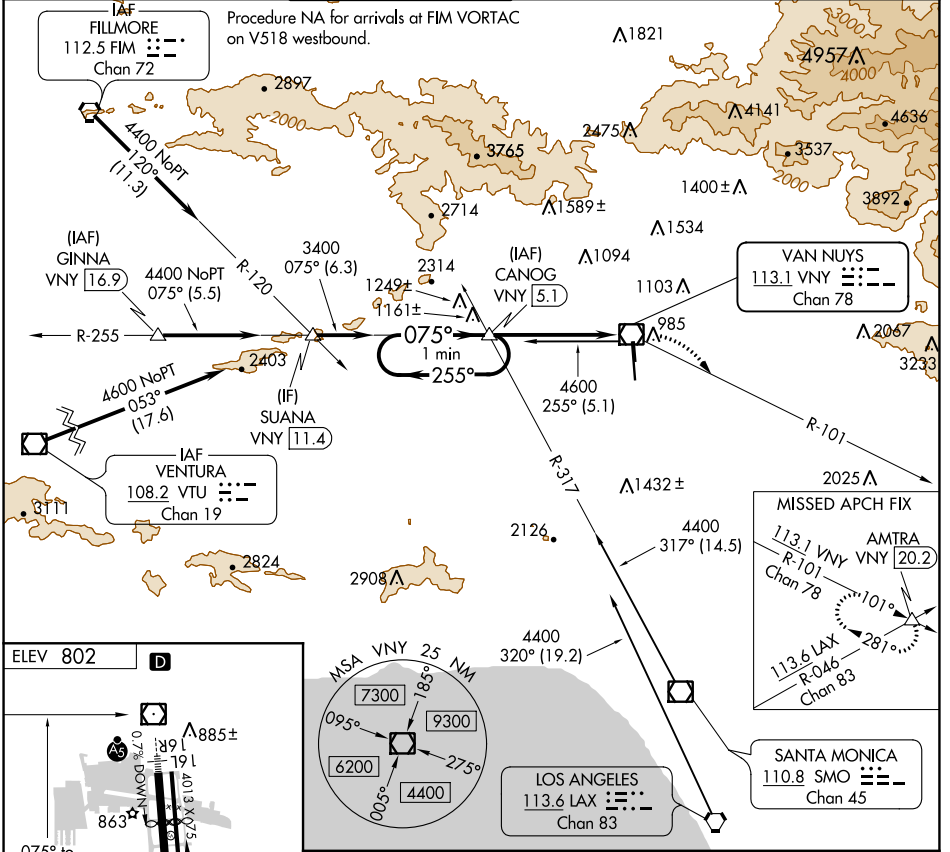 IAF
FILLMORE
112.5 FIM
Chan 72
Procedure NA for arrivals at FIM VORTAC
on V518 westbound.
1821
3000
4957
4000
2897
2000
4141
4636
2475
3765
3537
2000
4400 NoPT
120°
(11.3)
1400±
3892
2714
1589±
1534
(IAF)
GINNA
VNY 16.9
4400 NoPT
075° (5.5)
R-120
3400
075° (6.3)
2314
(IAF)
CANOG
VNY 5.1
1094
VAN NUYS
113.1 VNY
Chan 78
1249±
1161±
1103
R-255
075°
1 min
255°
985
2067
3233
2403
4600 NoPT
053°
(17.6)
(IF)
SUANA
VNY 11.4
4600
255° (5.1)
R-101
IAF
VENTURA
108.2 VTU
Chan 19
R-317
3111
1432 ±
2025
2126
4400
317° (14.5)
2824
2908
MISSED APCH FIX
AMTRA
VNY 20.2
113.1 VNY
R-101
Chan 78
101°
281°
113.6 LAX
R-046
Chan 83
ELEV 802
D
4400
320° (19.2)
MSA VNY 25 NM
7300
185°
095°
9300
6200
275°
005°
4400
A5
0.7% DOWN
885±
16R
16L
4013 X 75
863
075° to
LOS ANGELES
113.6 LAX
Chan 83
SANTA MONICA
110.8 SMO
Chan 45